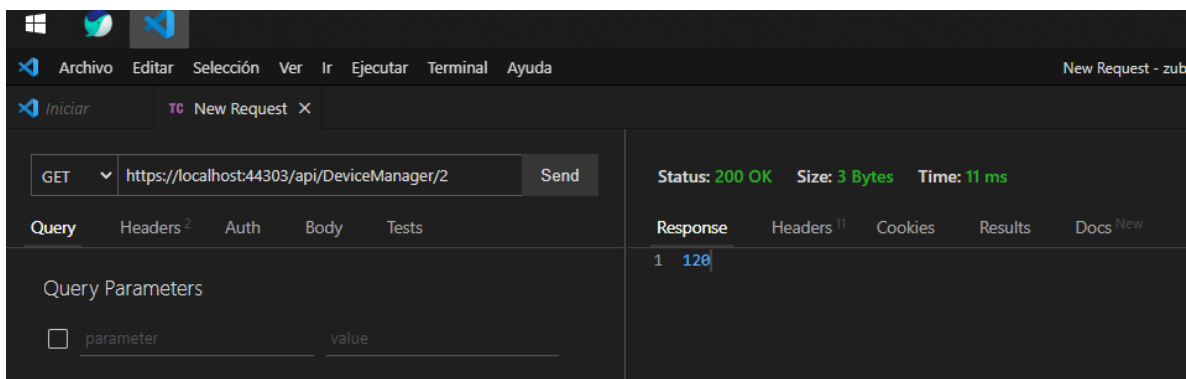 Archivo Editar Selección Ver Ir Ejecutar Terminal Ayuda New Request - zub
Iniciar TC New Request ×
GET https://localhost:44303/api/DeviceManager/2 Send
Status: 200 OK Size: 3 Bytes Time: 11 ms
Query Headers 2 Auth Body Tests
Response Headers 11 Cookies Results Docs New
1 120
Query Parameters
parameter value